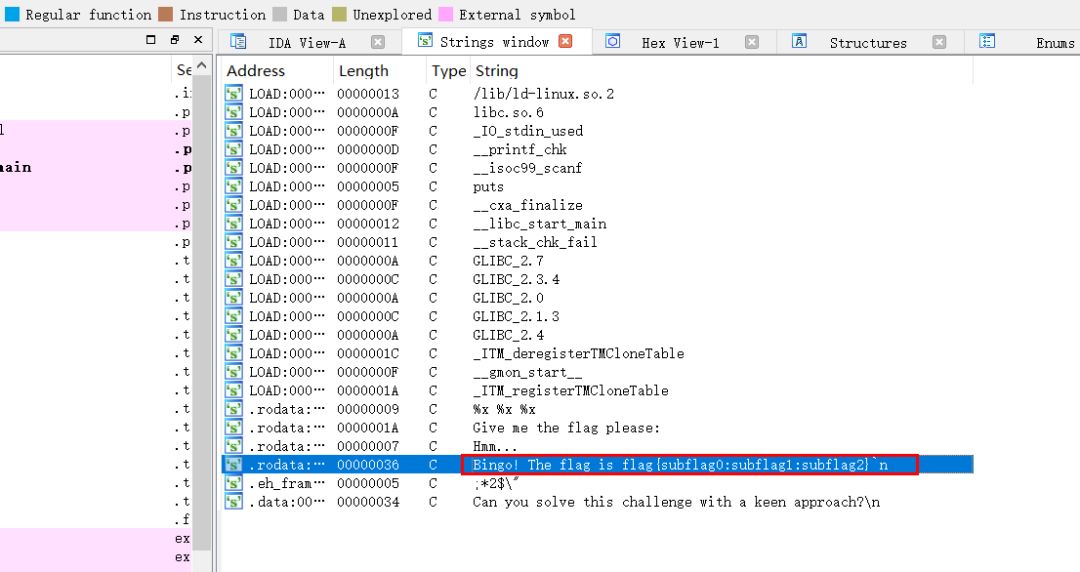 Regular function Instruction Data Unexplored External symbol
IDA View-A Strings window Hex View-1 Structures Enums
Se
Address Length Type String
.i
LOAD:000… 00000013 C /lib/ld-linux.so.2
.p
LOAD:000… 0000000A C libc.so.6
l .p
LOAD:000… 0000000F C _IO_stdin_used
.p
LOAD:000… 0000000D C __printf_chk
main .p
LOAD:000… 0000000F C __isoc99_scanf
.p
LOAD:000… 00000005 C puts
.p
LOAD:000… 0000000F C __cxa_finalize
.p
LOAD:000… 00000012 C __libc_start_main
.p
LOAD:000… 00000011 C __stack_chk_fail
.t
LOAD:000… 0000000A C GLIBC_2.7
.t
LOAD:000… 0000000C C GLIBC_2.3.4
.t
LOAD:000… 0000000A C GLIBC_2.0
.t
LOAD:000… 0000000C C GLIBC_2.1.3
.t
LOAD:000… 0000000A C GLIBC_2.4
.t
LOAD:000… 0000001C C _ITM_deregisterTMCloneTable
.t
LOAD:000… 0000000F C __gmon_start__
.t
LOAD:000… 0000001A C _ITM_registerTMCloneTable
.t
.rodata:… 00000009 C %x %x %x
.t
.rodata:… 0000001A C Give me the flag please:
.t
.rodata:… 00000007 C Hmm...
.t
.rodata:… 00000036 C Bingo! The flag is flag{subflag0:subflag1:subflag2}`n
.t
.eh_fram… 00000005 C ;*2$\"
.t
.data:00… 00000034 C Can you solve this challenge with a keen approach?\n
.f
ex
ex